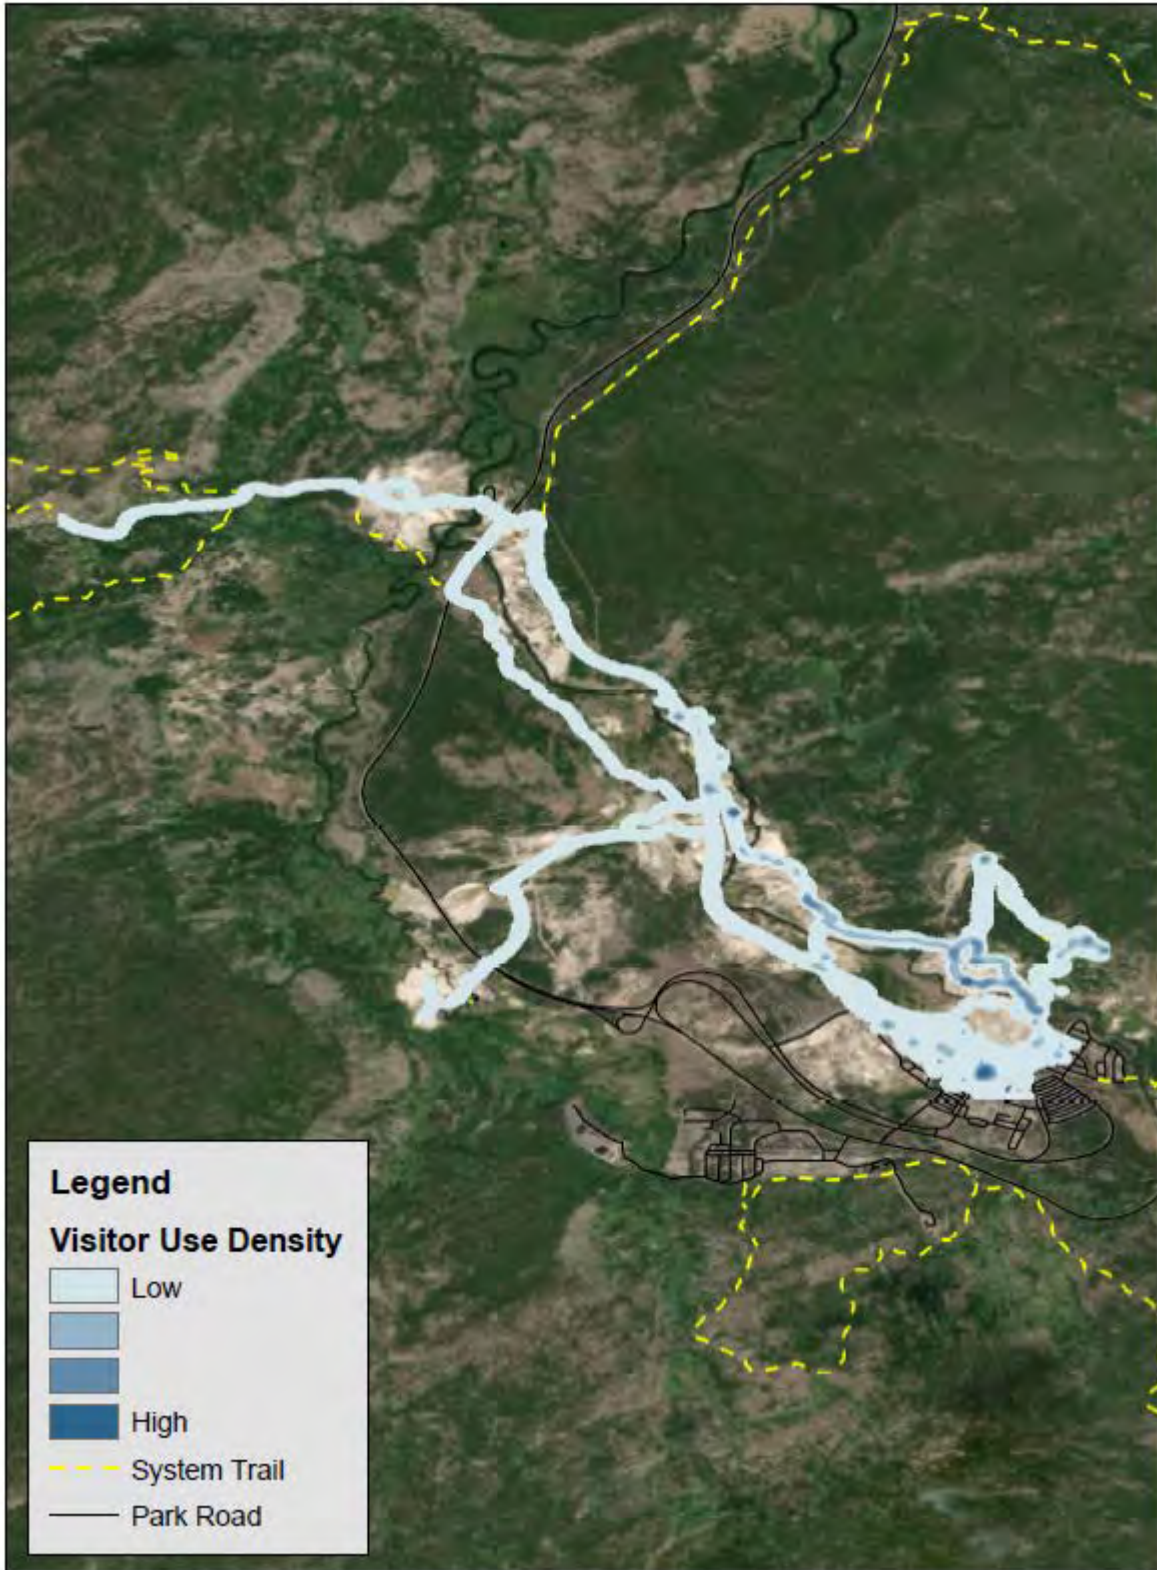 Legend
Visitor Use Density
Low
High
System Trail
Park Road